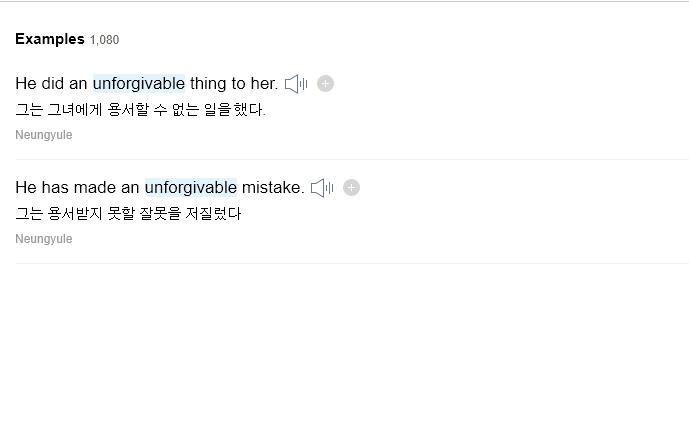 Examples 1,080
He did an unforgivable thing to her.
그는 그녀에게 용서할 수 없는 일을했다.
Neungyule
He has made an unforgivable mistake.
그는 용서받지 못할 잘못을 저질렀다
Neungyule